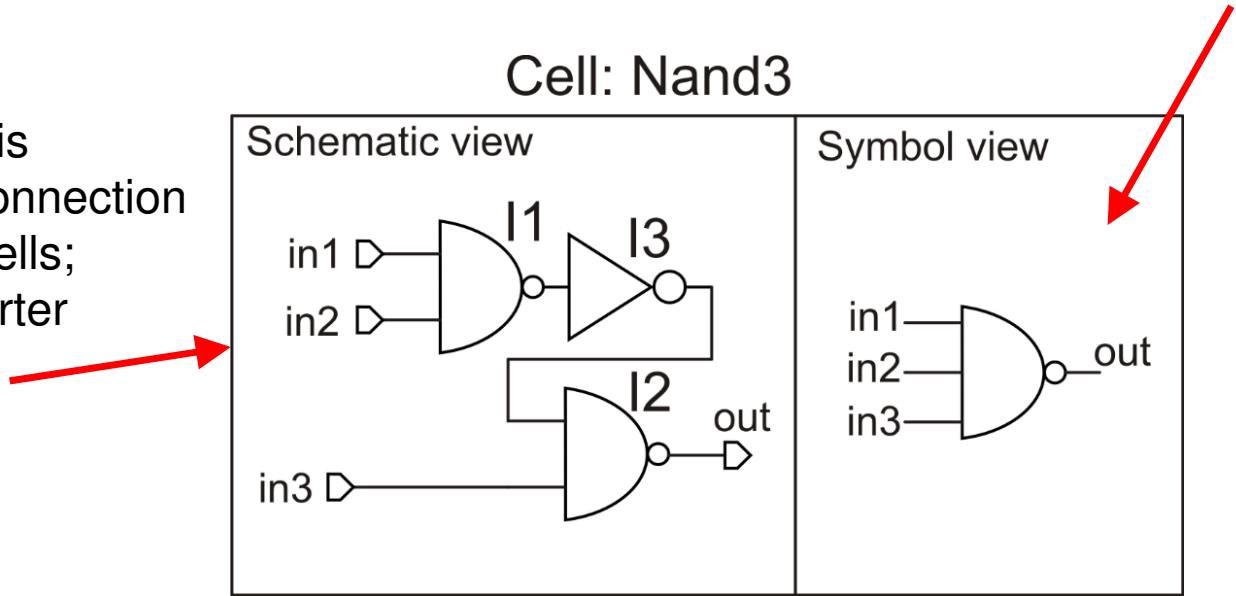 Cell: Nand3
is
onnection
ells;
rter
Schematic view
in1
in2
I1
I3
I2
out
in3
Symbol view
in1
in2
in3
out